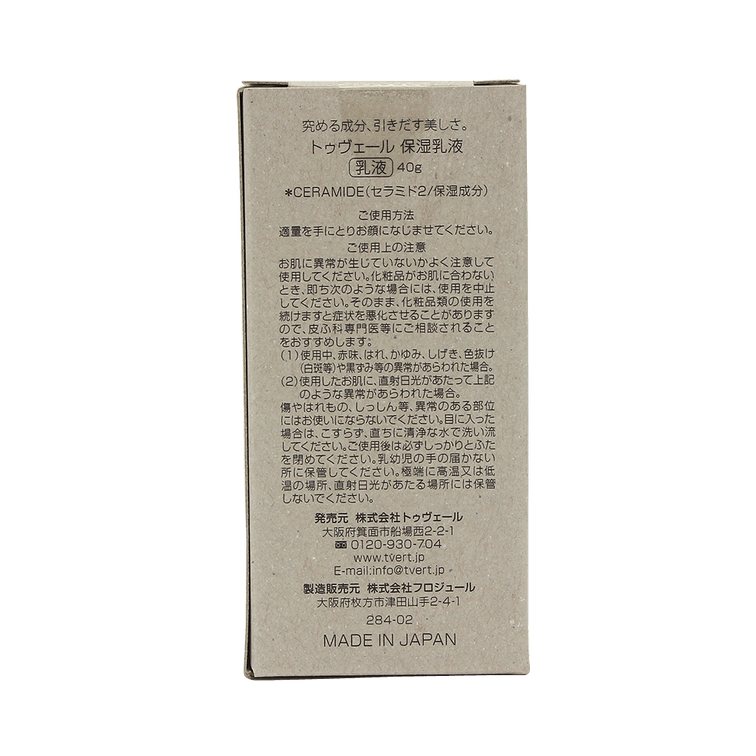 究める成分、引きだす美しさ。
トゥヴェール 保湿乳液
乳液 40g
*CERAMIDE(セラミド2/保湿成分)
ご使用方法
適量を手にとりお顔になじませてください。
ご使用上の注意
お肌に異常が生じていないかよく注意して
使用してください。化粧品がお肌に合わない
とき、即ち次のような場合には、使用を中止
してください。そのまま、化粧品類の使用を
続けますと症状を悪化させることがあります
ので、皮ふ科専門医等にご相談されること
をおすすめします。
(1)使用中、赤味、はれ、かゆみ、しげき、色抜け
(白斑等)や黒ずみ等の異常があらわれた場合。
(2)使用したお肌に、直射日光があたって上記
のような異常があらわれた場合。
傷やはれもの、しっしん等、異常のある部位
にはお使いにならないでください。目に入った
場合は、こすらず、直ちに清浄な水で洗い流
してください。ご使用後は必ずしっかりとふた
を閉めてください。乳幼児の手の届かない
所に保管してください。極端に高温又は低
温の場所、直射日光があたる場所には保管
しないでください。
発売元 株式会社トゥヴェール
大阪府箕面市船場西2-2-1
0120-930-704
www.tvert.jp
E-mail:info@tvert.jp
製造販売元 株式会社フロジュール
大阪府枚方市津田山手2-4-1
284-02
MADE IN JAPAN